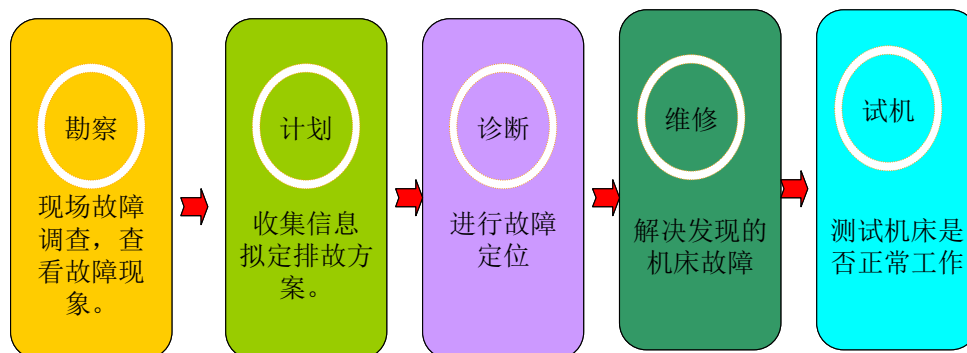 勘察
现场故障
调查，查
看故障现
象。
计划
收集信息
拟定排故方
案。
诊断
进行故障
定位
维修
解决发现的
机床故障
试机
测试机床是
否正常工作